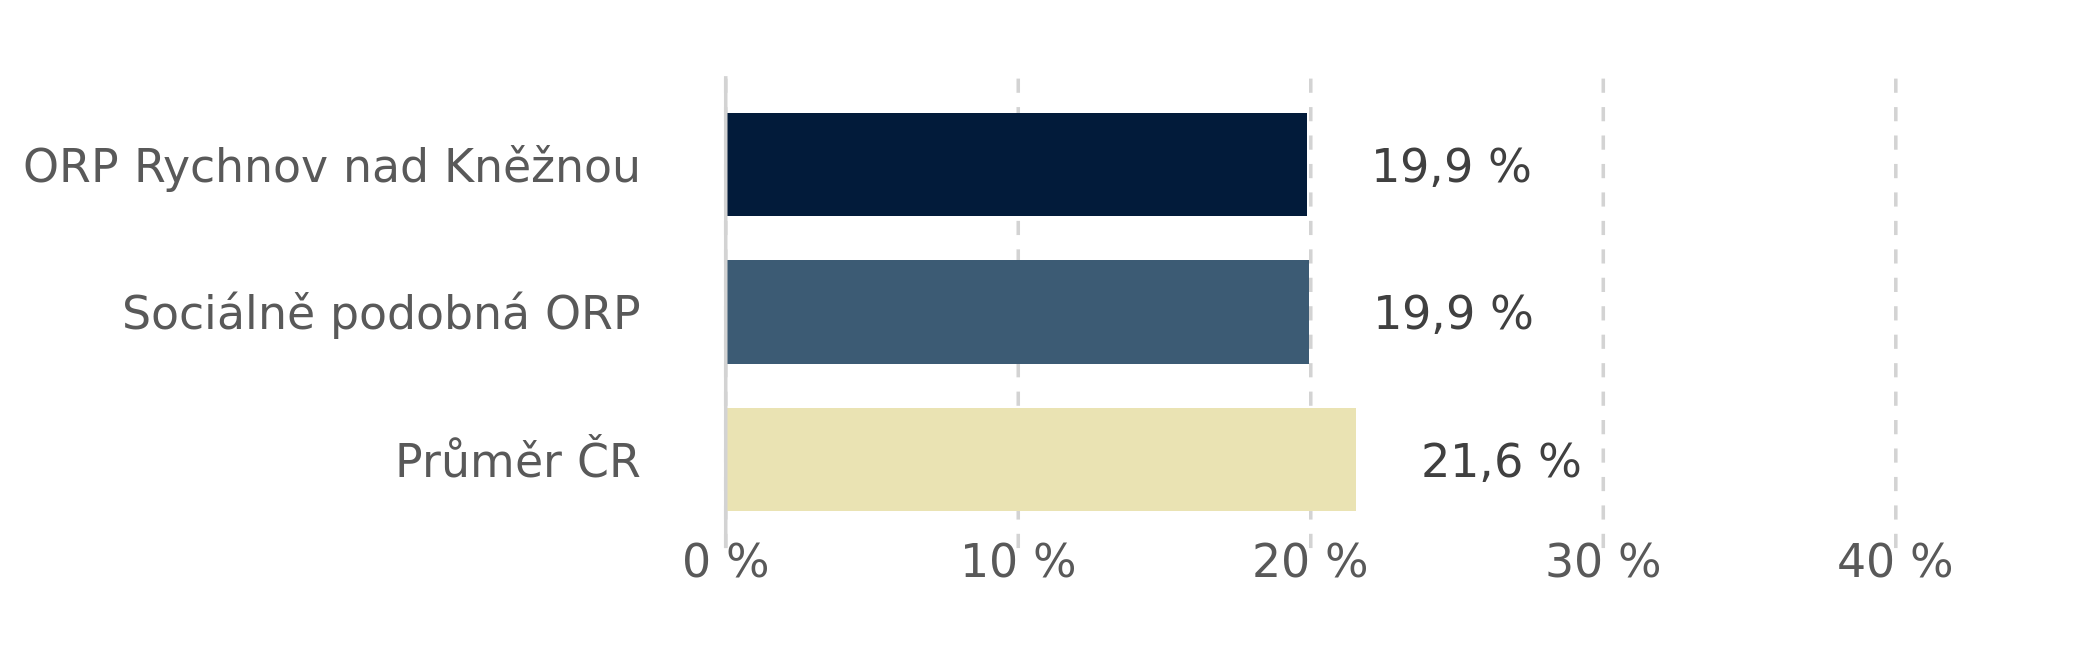 ORP Rychnov nad Kněžnou 19,9 %
Sociálně podobná ORP 19,9 %
Průměr ČR 21,6 %
0 % 10 % 20 % 30 % 40 %